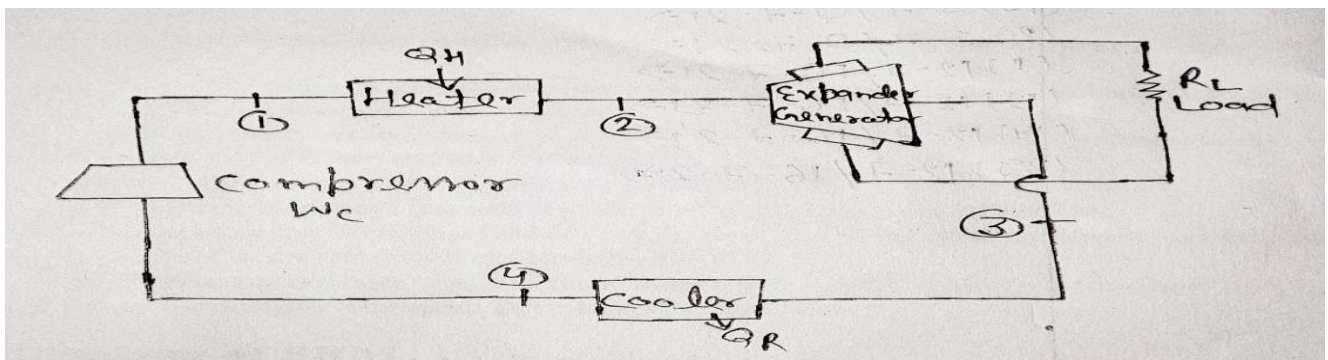 QH
Heater
①
②
Expander
Generator
RL
Load
Compressor
WC
③
④
Cooler
QR